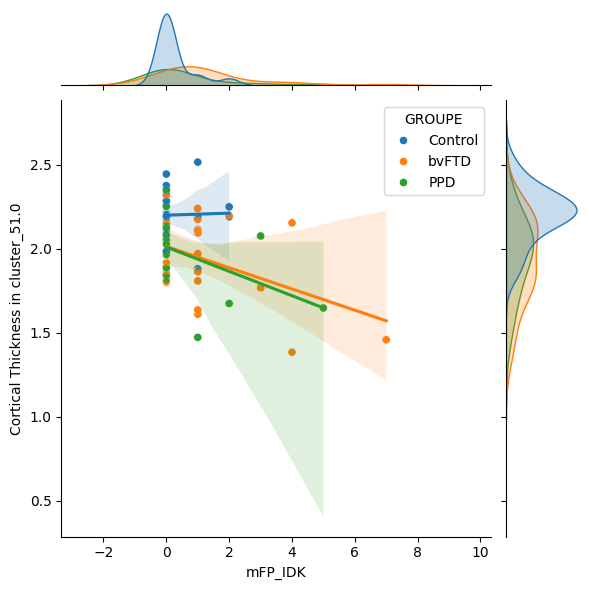 GROUPE
Control
bvFTD
PPD
2.5
2.0
1.5
1.0
0.5
Cortical Thickness in cluster_51.0
−2 0 2 4 6 8 10
mFP_IDK